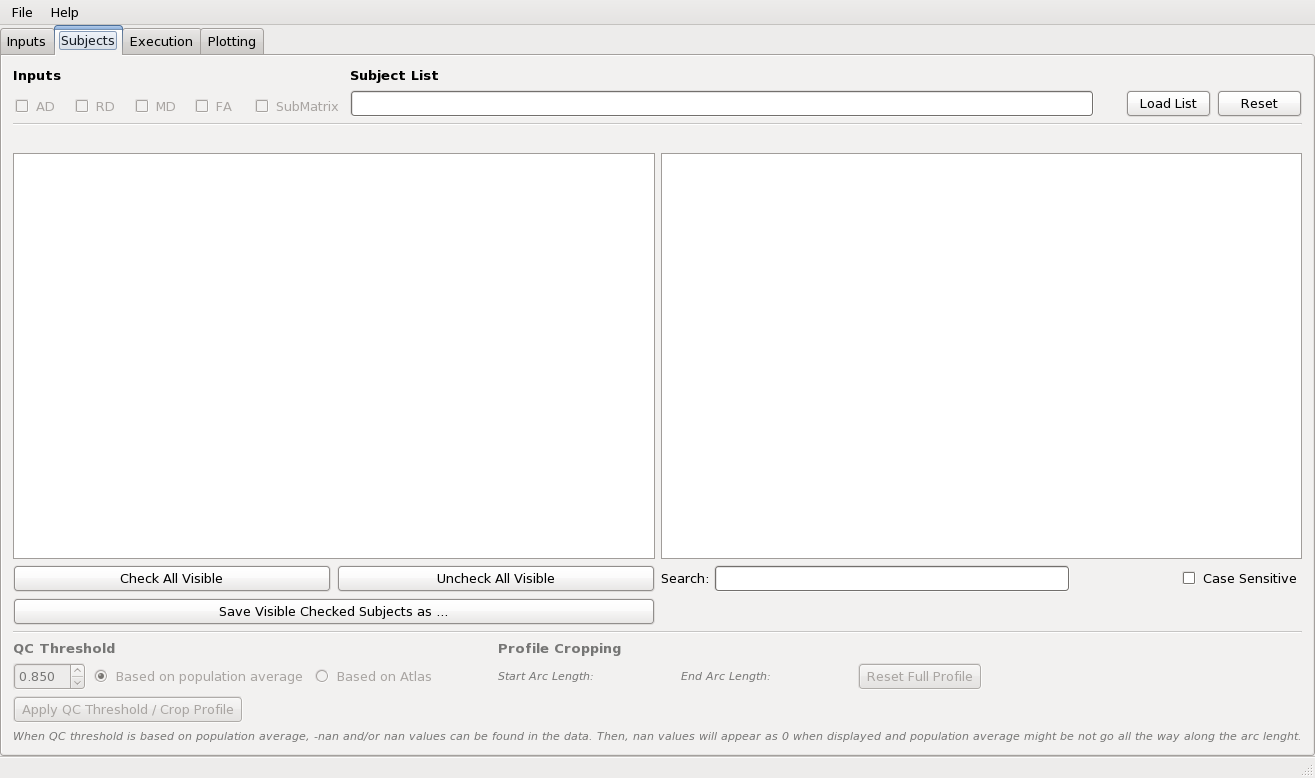 File Help
Inputs Subjects Execution Plotting
Inputs Subject List
AD RD MD FA SubMatrix Load List Reset
Check All Visible Uncheck All Visible Search: Case Sensitive
Save Visible Checked Subjects as ...
QC Threshold Profile Cropping
0.850 Based on population average Based on Atlas Start Arc Length: End Arc Length: Reset Full Profile
Apply QC Threshold / Crop Profile
When QC threshold is based on population average, -nan and/or nan values can be found in the data. Then, nan values will appear as 0 when displayed and population average might be not go all the way along the arc lenght.